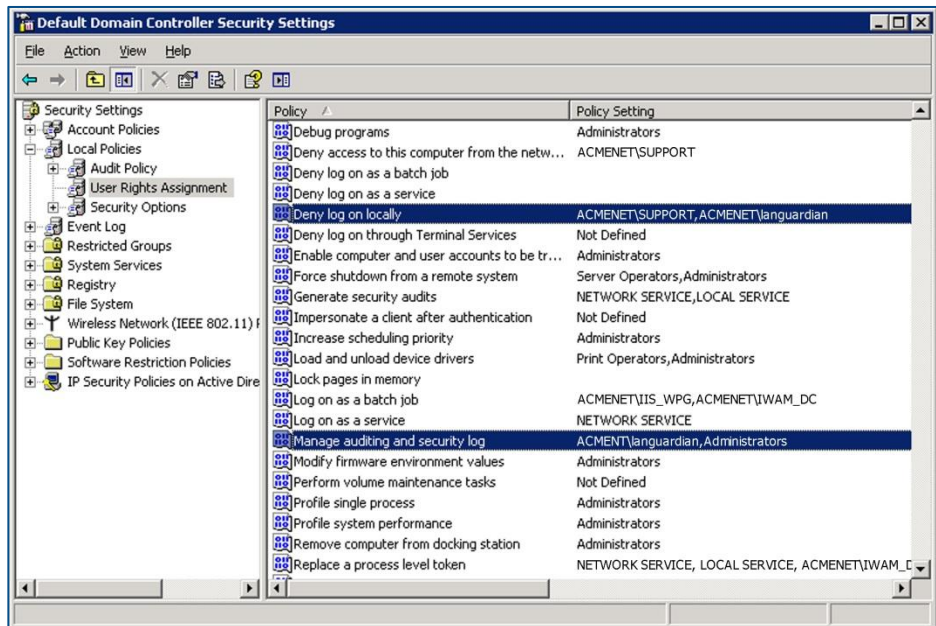 Default Domain Controller Security Settings
File Action View Help
Security Settings
Account Policies
Local Policies
Audit Policy
User Rights Assignment
Security Options
Event Log
Restricted Groups
System Services
Registry
File System
Wireless Network (IEEE 802.11) P
Public Key Policies
Software Restriction Policies
IP Security Policies on Active Dire
Policy Policy Setting
Debug programs Administrators
Deny access to this computer from the netw... ACMENET\SUPPORT
Deny log on as a batch job
Deny log on as a service
Deny log on locally ACMENET\SUPPORT,ACMENET\languardian
Deny log on through Terminal Services Not Defined
Enable computer and user accounts to be tr... Administrators
Force shutdown from a remote system Server Operators,Administrators
Generate security audits NETWORK SERVICE,LOCAL SERVICE
Impersonate a client after authentication Not Defined
Increase scheduling priority Administrators
Load and unload device drivers Print Operators,Administrators
Lock pages in memory
Log on as a batch job ACMENET\IIS_WPG,ACMENET\IWAM_DC
Log on as a service NETWORK SERVICE
Manage auditing and security log ACMENT\languardian,Administrators
Modify firmware environment values Administrators
Perform volume maintenance tasks Not Defined
Profile single process Administrators
Profile system performance Administrators
Remove computer from docking station Administrators
Replace a process level token NETWORK SERVICE, LOCAL SERVICE, ACMENET\IWAM_D